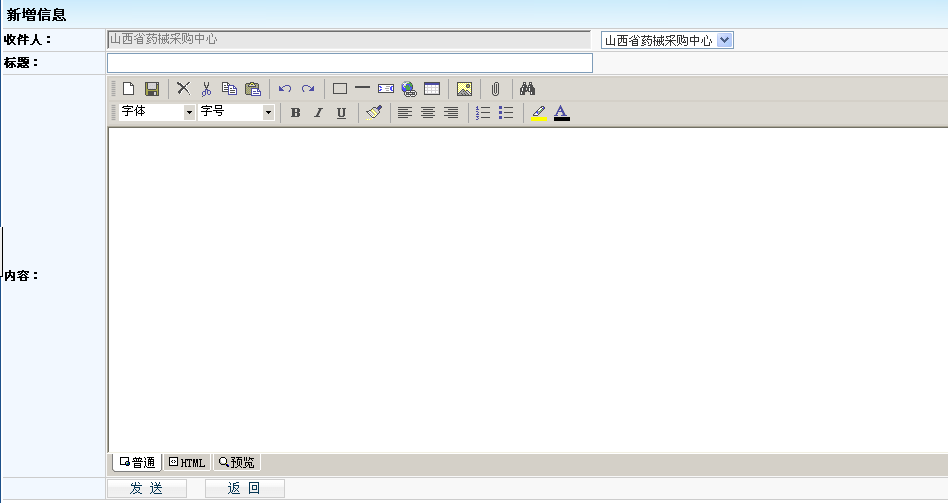 新增信息
收件人： 山西省药械采购中心 山西省药械采购中心
标题：
字体 字号 B I U A
内容：
普通 HTML 预览
发 送 返 回